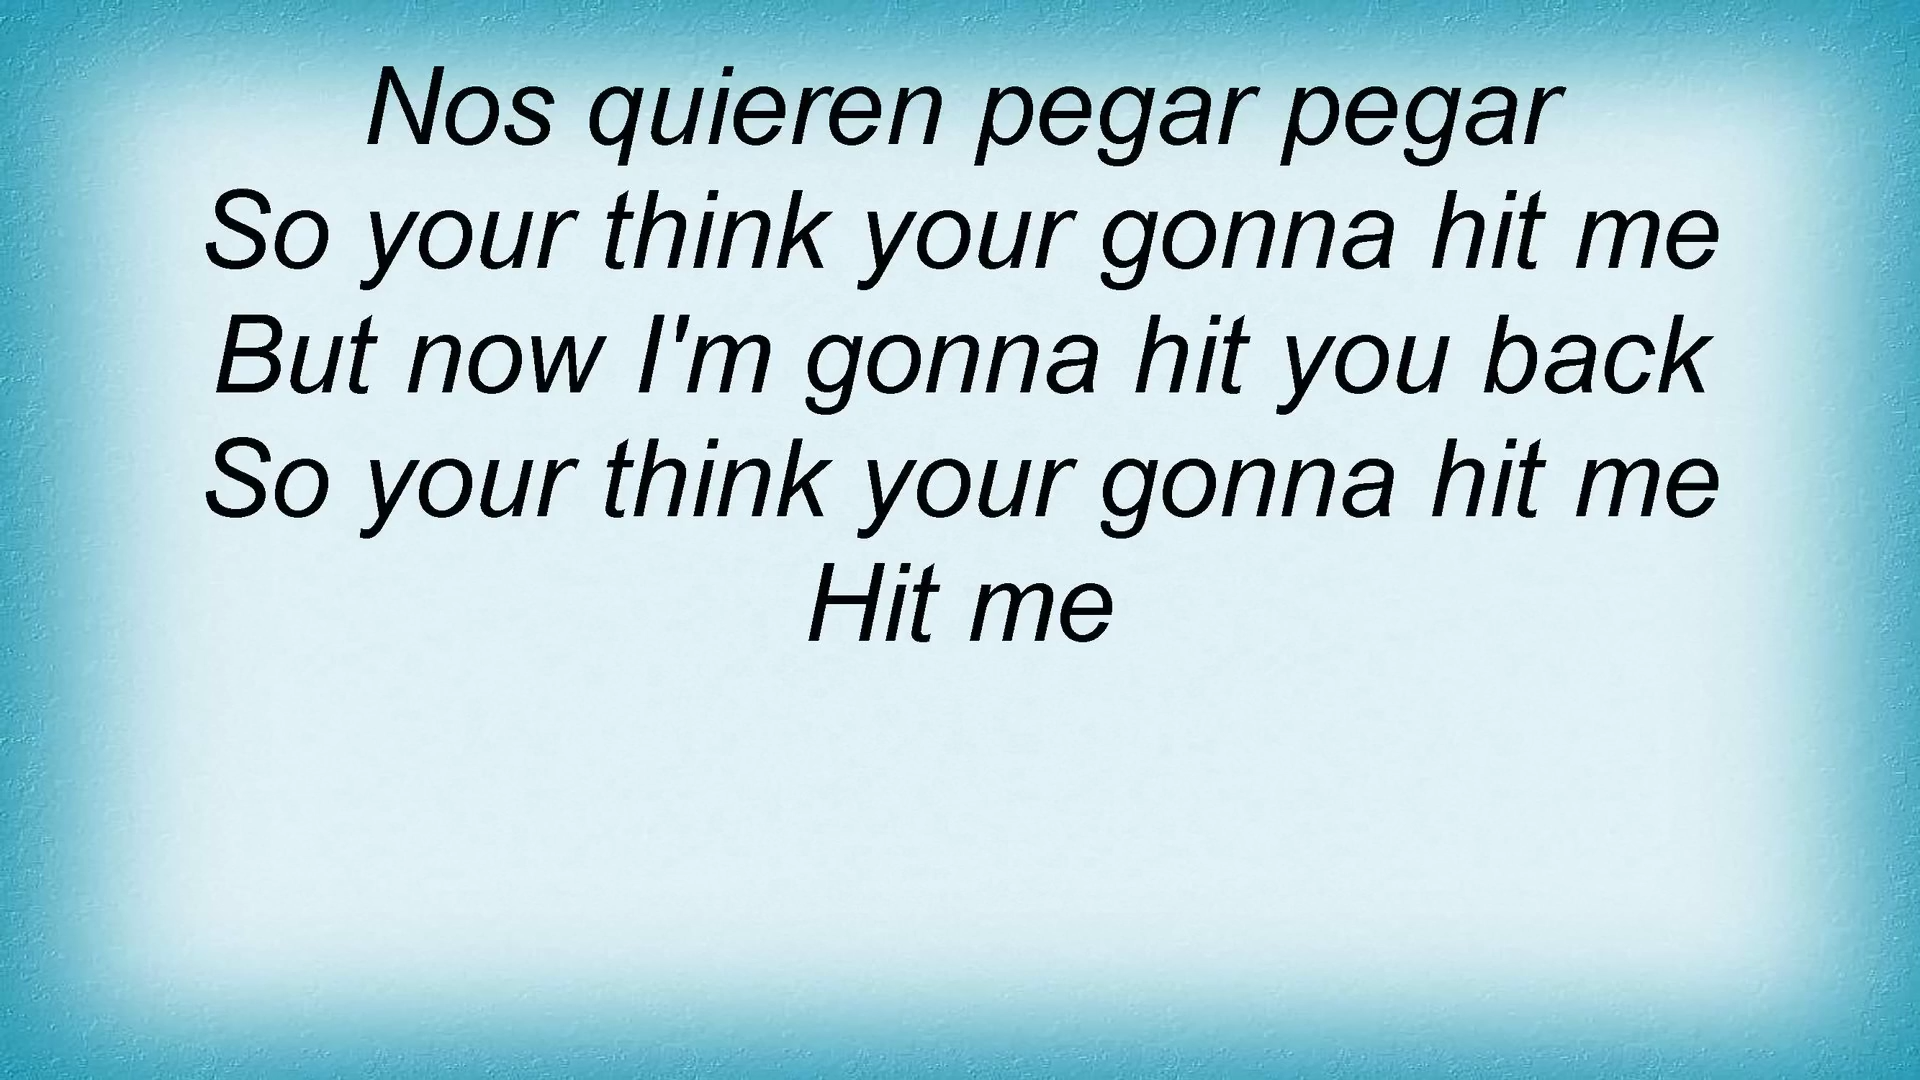 Nos quieren pegar pegar
So your think your gonna hit me
But now I'm gonna hit you back
So your think your gonna hit me
Hit me